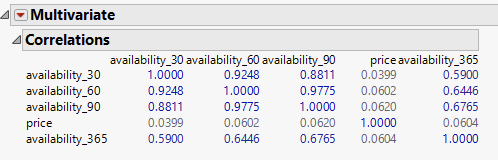 Multivariate
Correlations
availability_30 availability_60 availability_90 price availability_365
availability_30 1.0000 0.9248 0.8811 0.0399 0.5900
availability_60 0.9248 1.0000 0.9775 0.0602 0.6446
availability_90 0.8811 0.9775 1.0000 0.0620 0.6765
price 0.0399 0.0602 0.0620 1.0000 0.0604
availability_365 0.5900 0.6446 0.6765 0.0604 1.0000